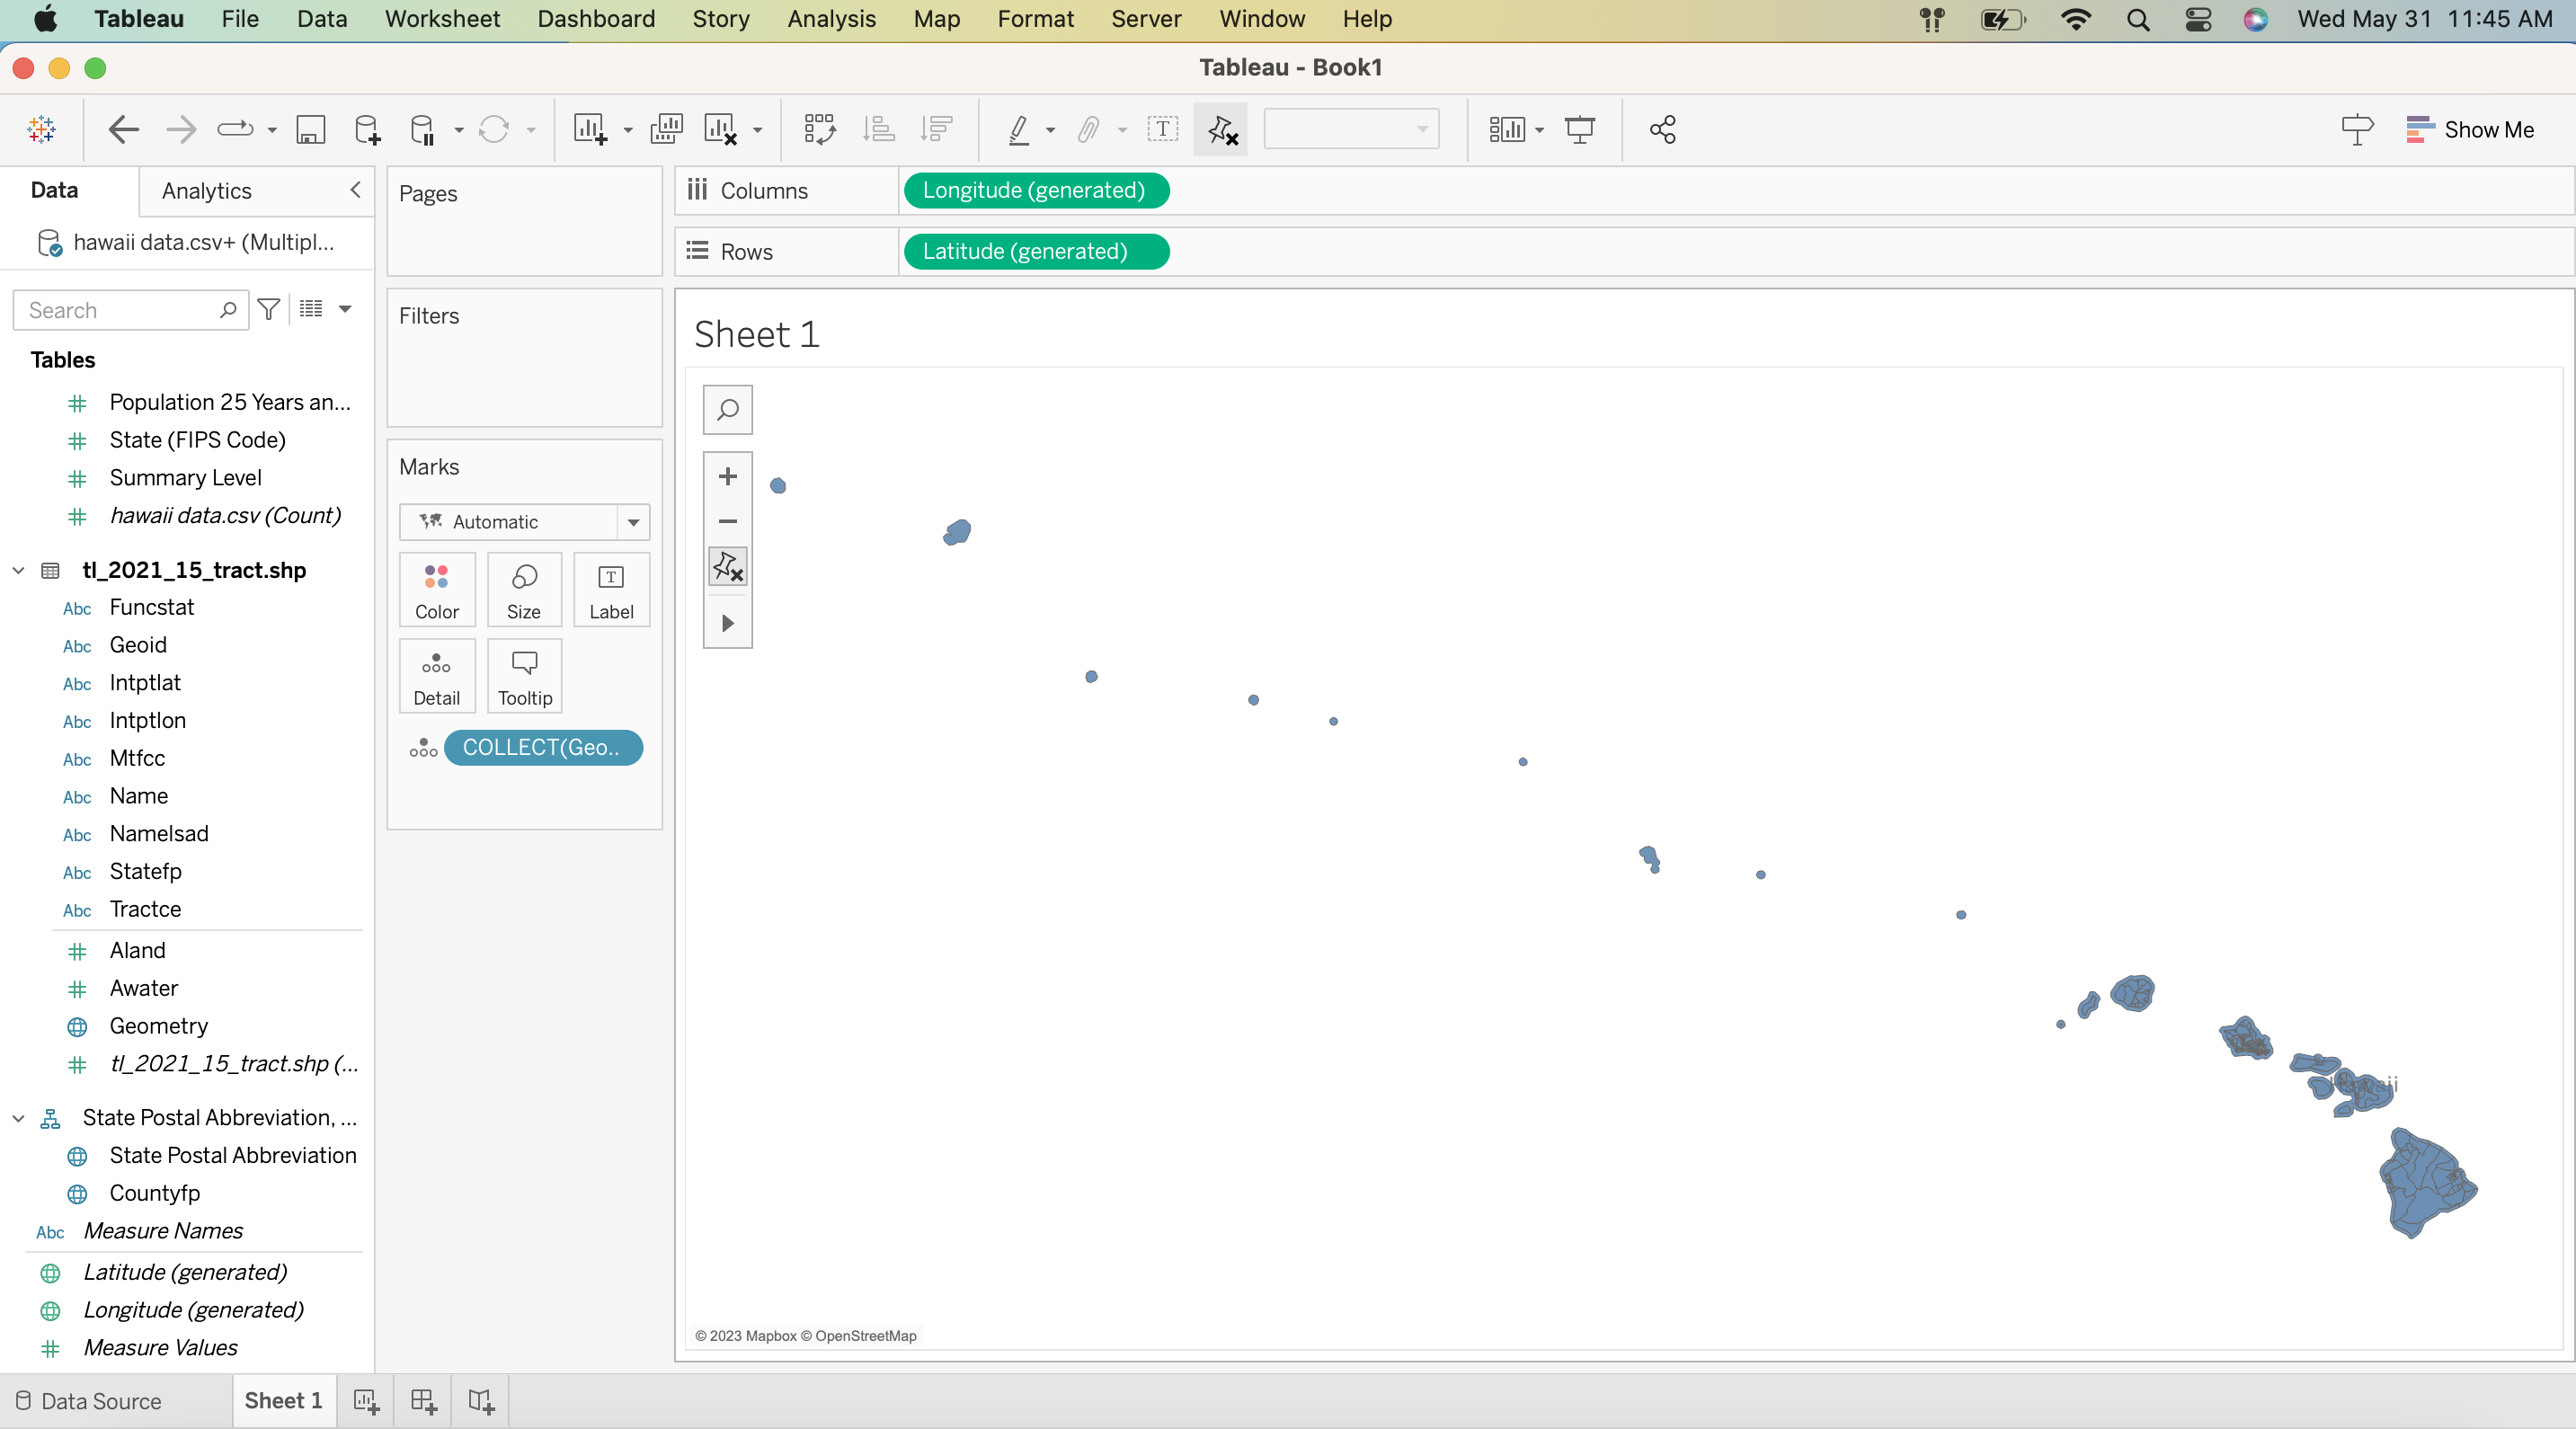 Tableau File Data Worksheet Dashboard Story Analysis Map Format Server Window Help Wed May 31 11:45 AM
Tableau - Book1
Show Me
Data Analytics
hawaii data.csv+ (Multipl...
Search
Tables
# Population 25 Years an...
# State (FIPS Code)
# Summary Level
# hawaii data.csv (Count)
tl_2021_15_tract.shp
Abc Funcstat
Abc Geoid
Abc Intptlat
Abc Intptlon
Abc Mtfcc
Abc Name
Abc Namelsad
Abc Statefp
Abc Tractce
# Aland
# Awater
Geometry
# tl_2021_15_tract.shp (...
State Postal Abbreviation, ...
State Postal Abbreviation
Countyfp
Abc Measure Names
Latitude (generated)
Longitude (generated)
# Measure Values
Pages
Filters
Marks
Automatic
Color Size Label
Detail Tooltip
COLLECT(Geo..
Columns Longitude (generated)
Rows Latitude (generated)
Sheet 1
© 2023 Mapbox © OpenStreetMap
Data Source Sheet 1